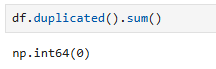 df.duplicated().sum()
np.int64(0)